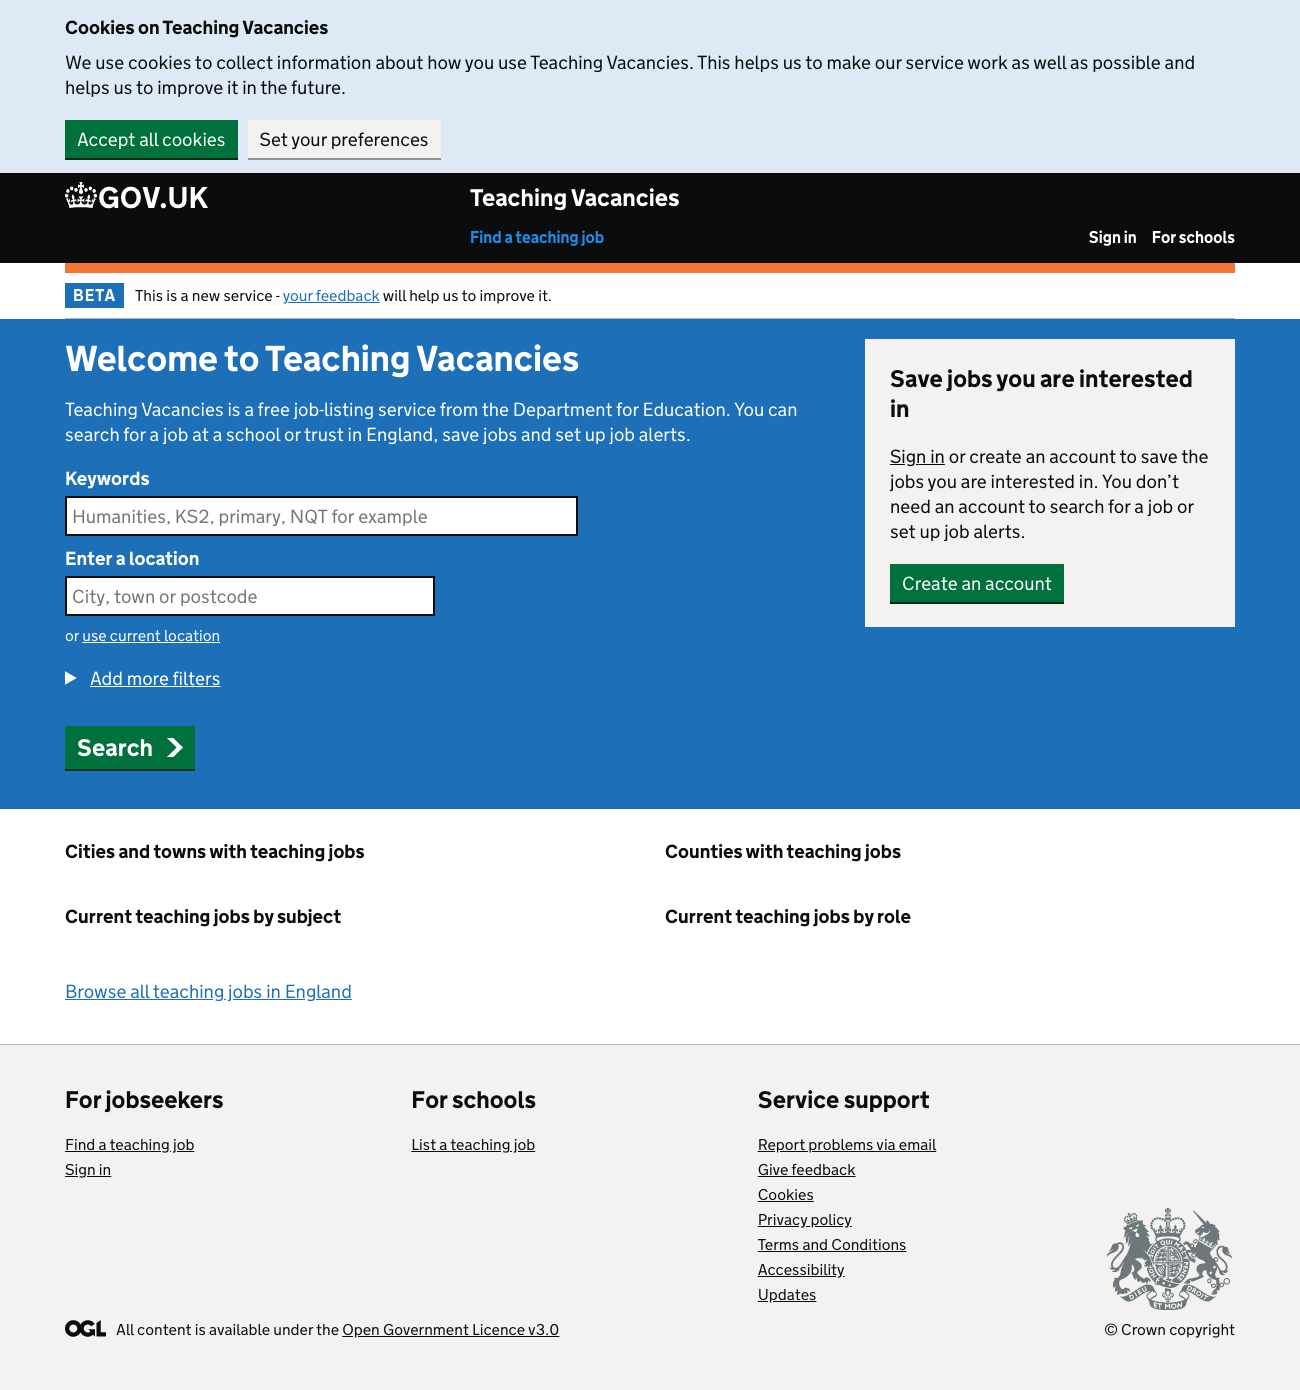 Cookies on Teaching Vacancies
We use cookies to collect information about how you use Teaching Vacancies. This helps us to make our service work as well as possible and
helps us to improve it in the future.
Accept all cookies
Set your preferences
GOV.UK
Teaching Vacancies
Find a teaching job
Sign in
For schools
BETA
This is a new service - your feedback will help us to improve it.
Welcome to Teaching Vacancies
Teaching Vacancies is a free job-listing service from the Department for Education. You can
search for a job at a school or trust in England, save jobs and set up job alerts.
Keywords
Humanities, KS2, primary, NQT for example
Enter a location
City, town or postcode
or use current location
Add more filters
Search
Save jobs you are interested
in
Sign in or create an account to save the
jobs you are interested in. You don’t
need an account to search for a job or
set up job alerts.
Create an account
Cities and towns with teaching jobs
Counties with teaching jobs
Current teaching jobs by subject
Current teaching jobs by role
Browse all teaching jobs in England
For jobseekers
Find a teaching job
Sign in
For schools
List a teaching job
Service support
Report problems via email
Give feedback
Cookies
Privacy policy
Terms and Conditions
Accessibility
Updates
DIEU ET MON DROIT
OGL
All content is available under the Open Government Licence v3.0
© Crown copyright